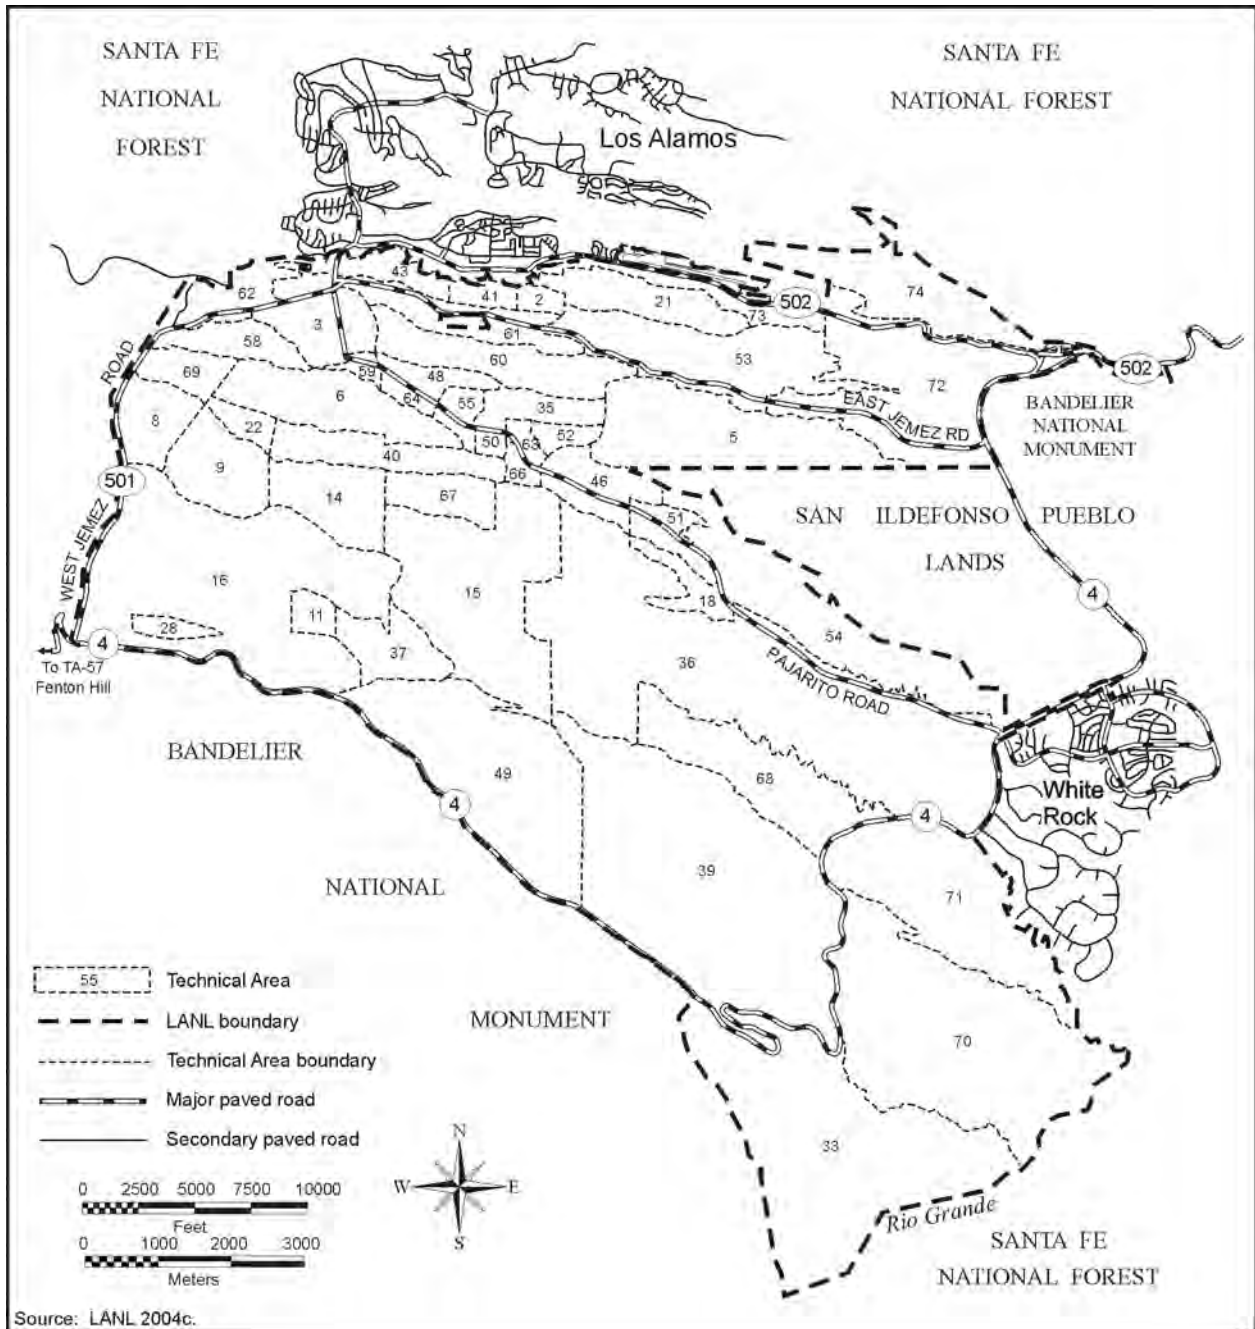 SANTA FE
NATIONAL
FOREST
SANTA FE
NATIONAL FOREST
Los Alamos
74
43
62
41
2
21
73
502
3
61
58
53
502
60
72
69
59
48
6
64
55
35
EAST JEMEZ RD
BANDELIER
NATIONAL
MONUMENT
ROAD
8
22
50
63
52
5
40
9
66
46
501
14
67
51
SAN ILDEFONSO PUEBLO
LANDS
WEST JEMEZ
16
15
4
11
18
28
54
4
37
36
To TA-57
Fenton Hill
PAJARITO ROAD
BANDELIER
49
68
White
Rock
4
4
39
NATIONAL
71
55 Technical Area
LANL boundary
MONUMENT
70
Technical Area boundary
Major paved road
Secondary paved road
33
N
W E
S
0 2500 5000 7500 10000
Feet
0 1000 2000 3000
Meters
Rio Grande
SANTA FE
NATIONAL FOREST
Source: LANL 2004c.